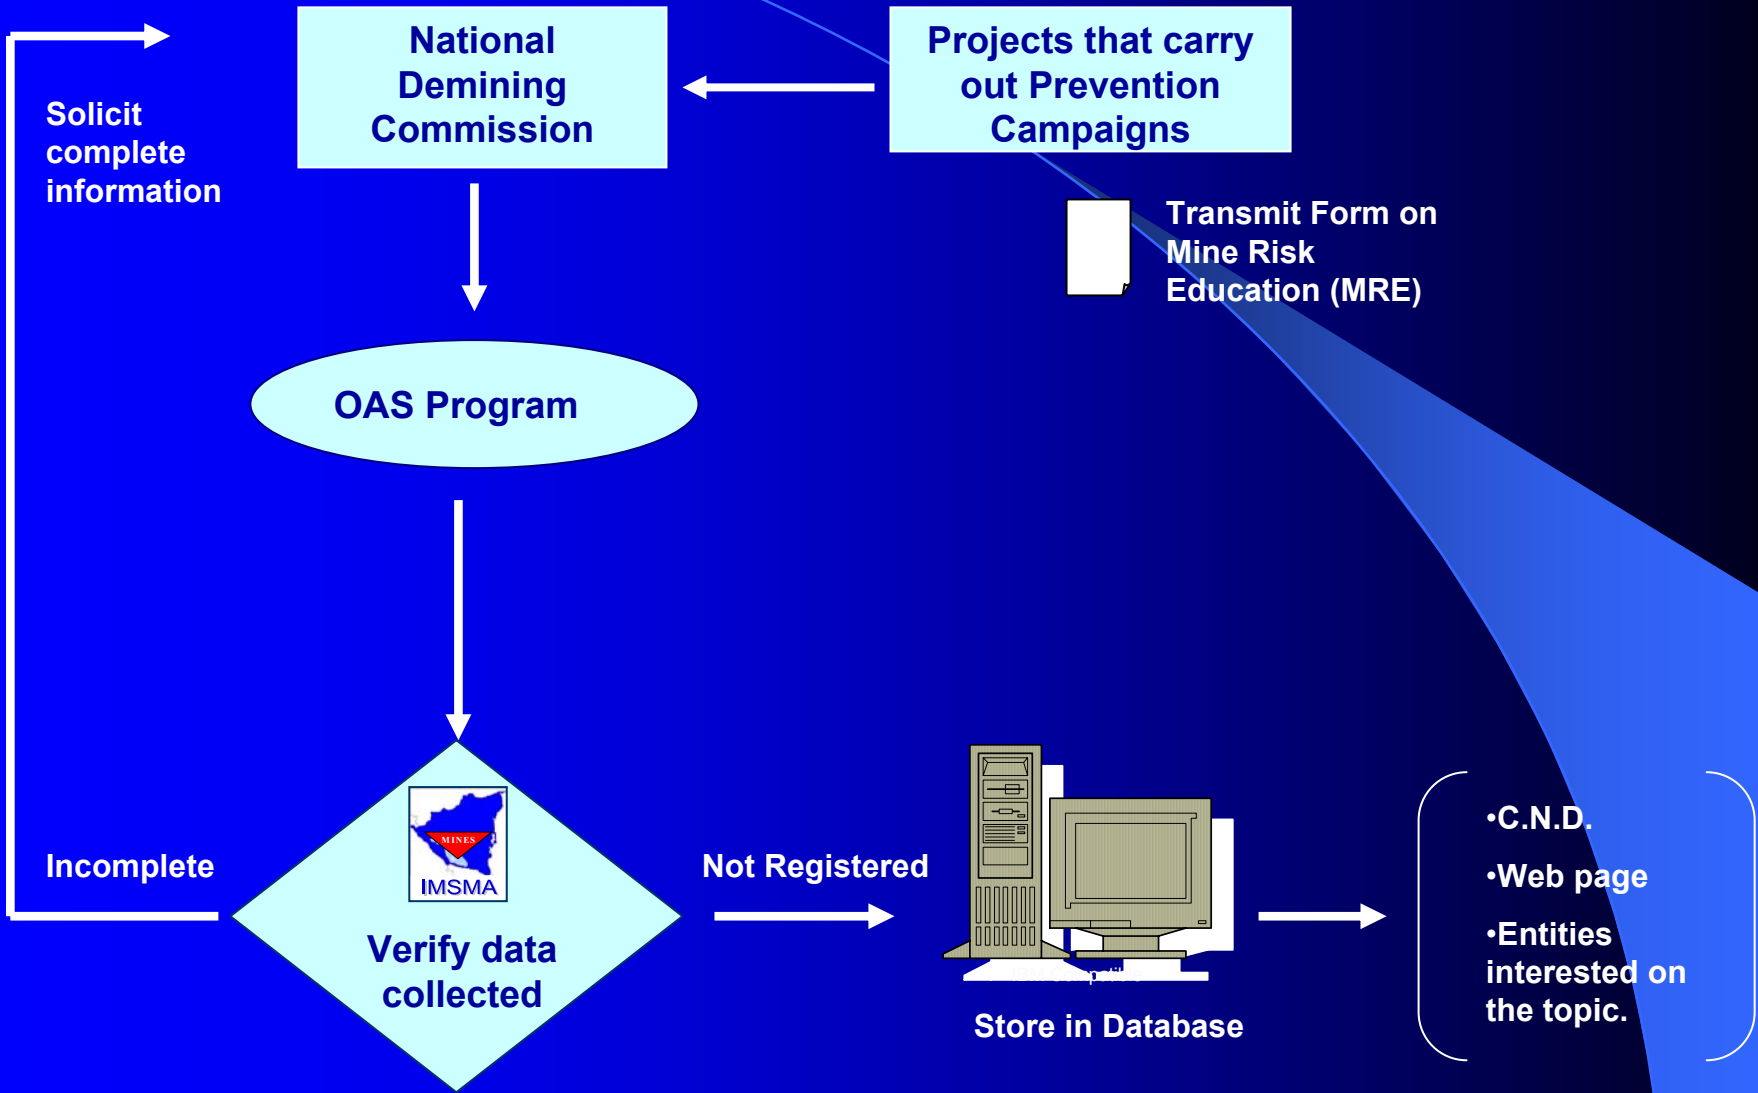 National
Demining
Commission
Projects that carry
out Prevention
Campaigns
Solicit
complete
information
Transmit Form on
Mine Risk
Education (MRE)
OAS Program
MINES
IMSMA
Verify data
collected
Incomplete
Not Registered
Store in Database
•C.N.D.
•Web page
•Entities
interested on
the topic.